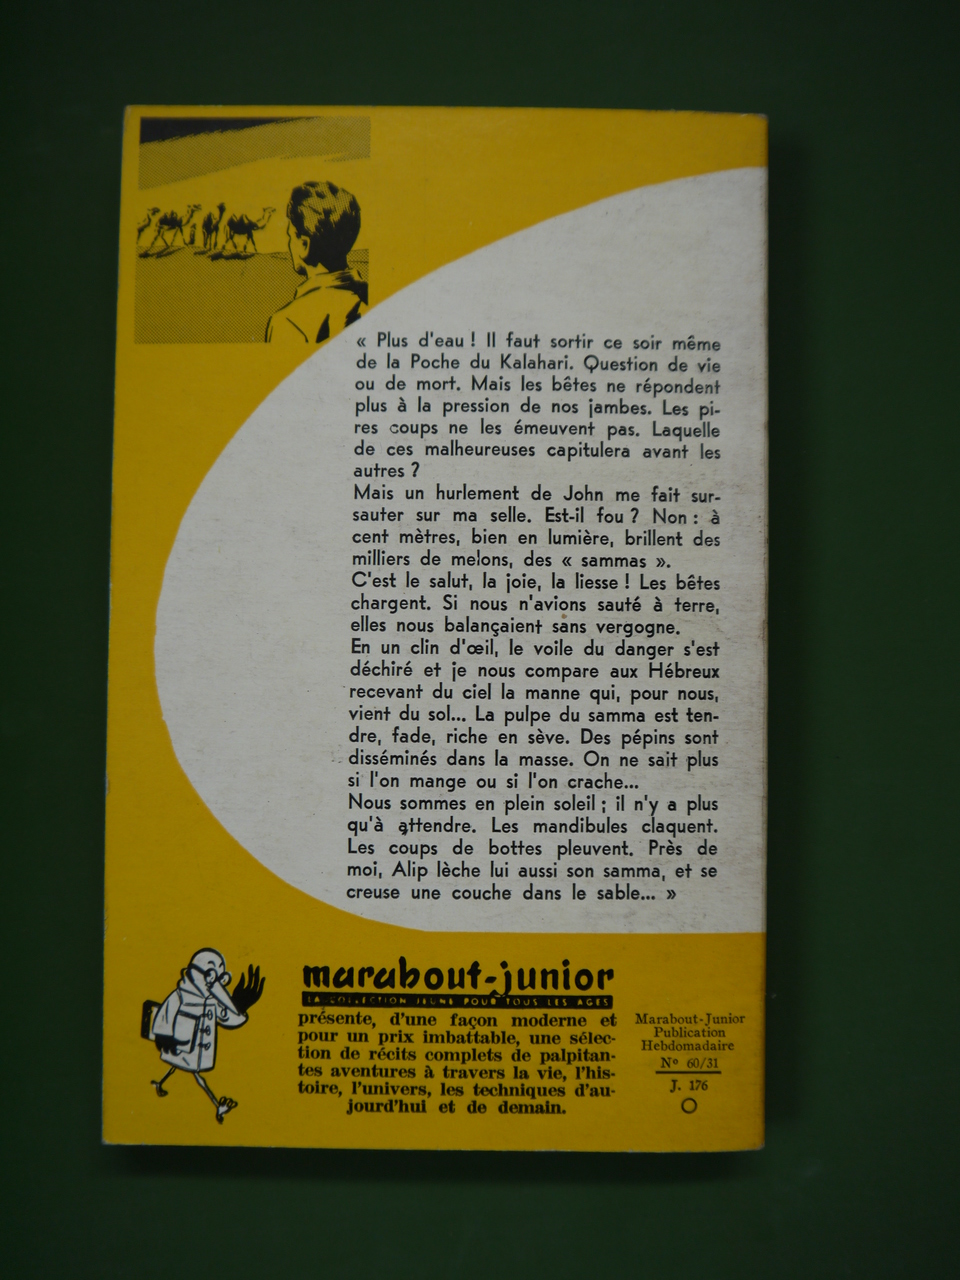 « Plus d'eau ! Il faut sortir ce soir même
de la Poche du Kalahari. Question de vie
ou de mort. Mais les bêtes ne répondent
plus à la pression de nos jambes. Les pi-
res coups ne les émeuvent pas. Laquelle
de ces malheureuses capitulera avant les
autres ?
Mais un hurlement de John me fait sur-
sauter sur ma selle. Est-il fou ? Non : à
cent mètres, bien en lumière, brillent des
milliers de melons, des « sammas ».
C'est le salut, la joie, la liesse ! Les bêtes
chargent. Si nous n'avions sauté à terre,
elles nous balançaient sans vergogne.
En un clin d'œil, le voile du danger s'est
déchiré et je nous compare aux Hébreux
recevant du ciel la manne qui, pour nous,
vient du sol... La pulpe du samma est ten-
dre, fade, riche en sève. Des pépins sont
disséminés dans la masse. On ne sait plus
si l'on mange ou si l'on crache...
Nous sommes en plein soleil ; il n'y a plus
qu'à attendre. Les mandibules claquent.
Les coups de bottes pleuvent. Près de
moi, Alip lèche lui aussi son samma, et se
creuse une couche dans le sable... »
marabout-junior
LA COLLECTION JEUNE POUR TOUS LES AGES
présente, d'une façon moderne et
pour un prix imbattable, une sélec-
tion de récits complets de palpitan-
tes aventures à travers la vie, l'his-
toire, l'univers, les techniques d'au-
jourd'hui et de demain.
Marabout-Junior
Publication
Hebdomadaire
Nº 60/31
J. 176